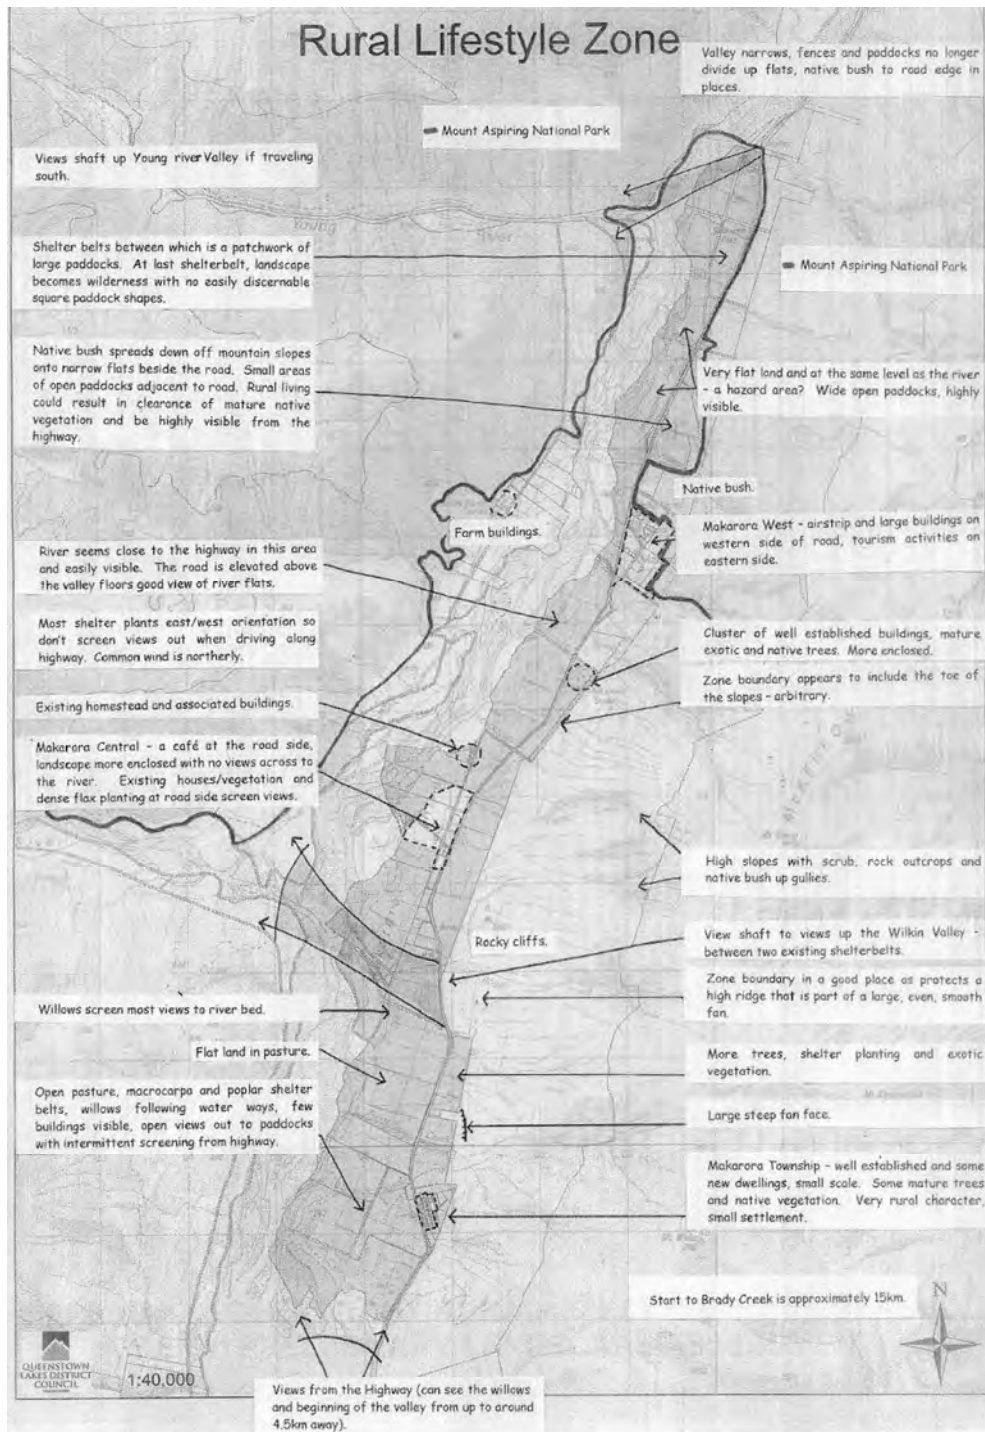 Rural Lifestyle Zone
Valley narrows, fences and paddocks no longer
divide up flats, native bush to road edge in
places.
Mount Aspiring National Park
Views shaft up Young river Valley if traveling
south.
Young
River
Shelter belts between which is a patchwork of
large paddocks. At last shelterbelt, landscape
becomes wilderness with no easily discernable
square paddock shapes.
Mount Aspiring National Park
Native bush spreads down off mountain slopes
onto narrow flats beside the road. Small areas
of open paddocks adjacent to road. Rural living
could result in clearance of mature native
vegetation and be highly visible from the
highway.
Very flat land and at the same level as the river
- a hazard area? Wide open paddocks, highly
visible.
Native bush.
Farm buildings.
Makarora West - airstrip and large buildings on
western side of road, tourism activities on
eastern side.
River seems close to the highway in this area
and easily visible. The road is elevated above
the valley floors good view of river flats.
Most shelter plants east/west orientation so
don't screen views out when driving along
highway. Common wind is northerly.
Cluster of well established buildings, mature
exotic and native trees. More enclosed.
Zone boundary appears to include the toe of
the slopes - arbitrary.
Existing homestead and associated buildings.
Makarora Central - a café at the road side,
landscape more enclosed with no views across to
the river. Existing houses/vegetation and
dense flax planting at road side screen views.
High slopes with scrub, rock outcrops and
native bush up gullies.
Rocky cliffs.
View shaft to views up the Wilkin Valley -
between two existing shelterbelts.
Zone boundary in a good place as protects a
high ridge that is part of a large, even, smooth
fan.
Willows screen most views to river bed.
Flat land in pasture.
More trees, shelter planting and exotic
vegetation.
Open pasture, macrocarpa and poplar shelter
belts, willows following water ways, few
buildings visible, open views out to paddocks
with intermittent screening from highway.
Large steep fan face.
Makarora Township - well established and some
new dwellings, small scale. Some mature trees
and native vegetation. Very rural character,
small settlement.
Start to Brady Creek is approximately 15km.
N
QUEENSTOWN
LAKES DISTRICT
COUNCIL
1:40,000
Views from the Highway (can see the willows
and beginning of the valley from up to around
4.5km away).